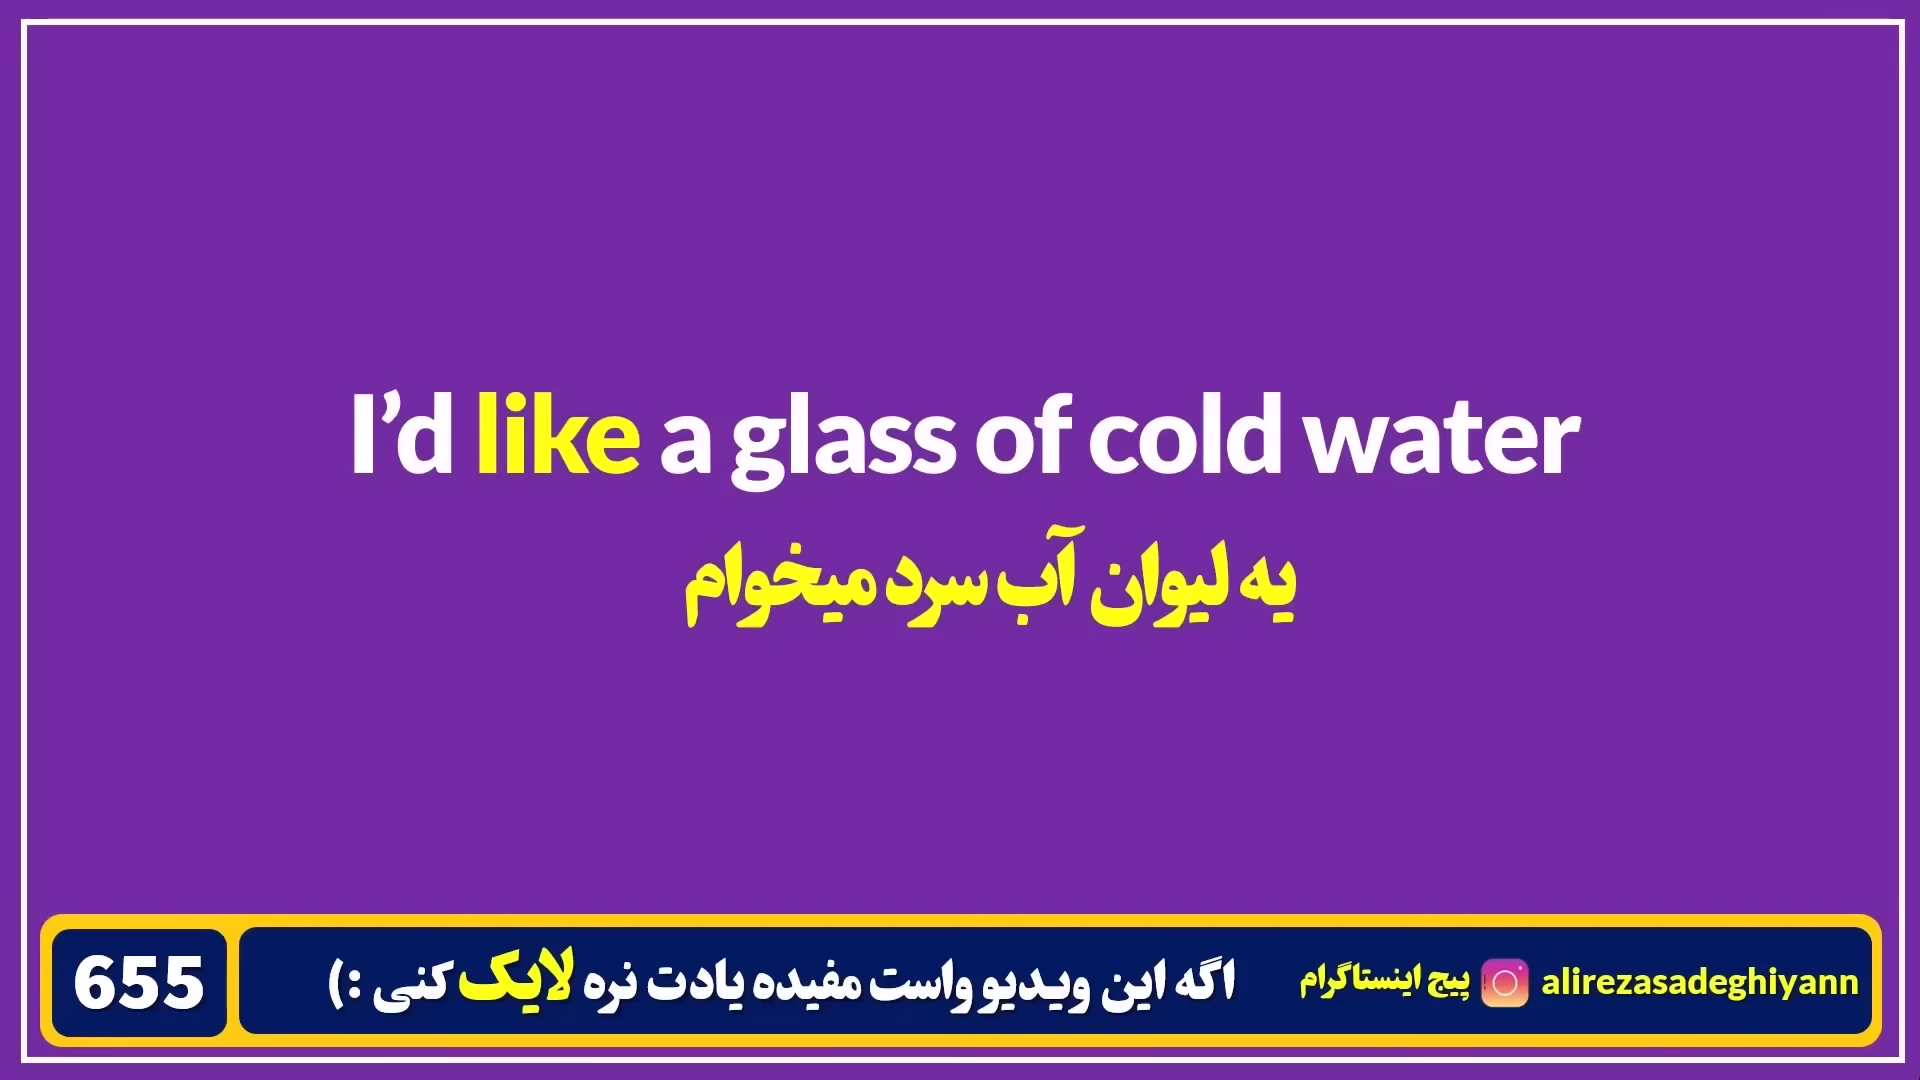 I’d like a glass of cold water
یه لیوان آب سرد میخوام
655
اگه این ویدیو واست مفیده یادت نره لایک کنی :)
پیج اینستاگرام
alirezasadeghiyann